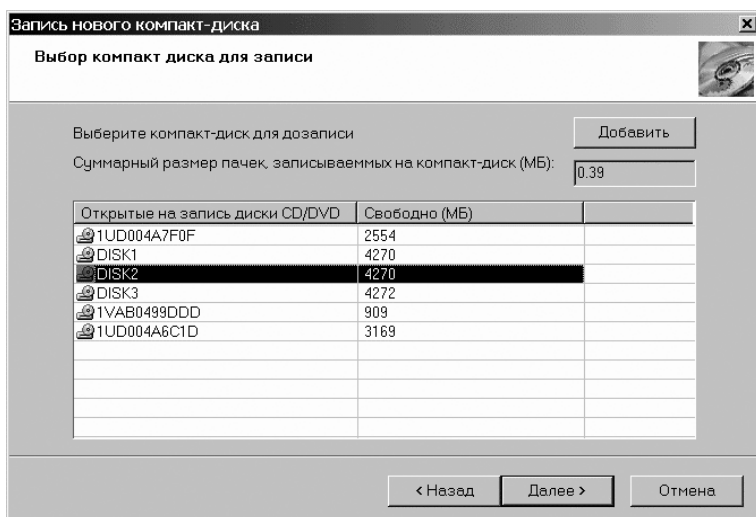 Запись нового компакт-диска
Выбор компакт диска для записи
Выберите компакт-диск для дозаписи
Добавить
Суммарный размер пачек, записываемых на компакт-диск (МБ):
0.39
Открытые на запись диски CD/DVD Свободно (МБ)
1UD004A7F0F 2554
DISK1 4270
DISK2 4270
DISK3 4272
1VAB0499DDD 909
1UD004A6C1D 3169
< Назад Далее > Отмена